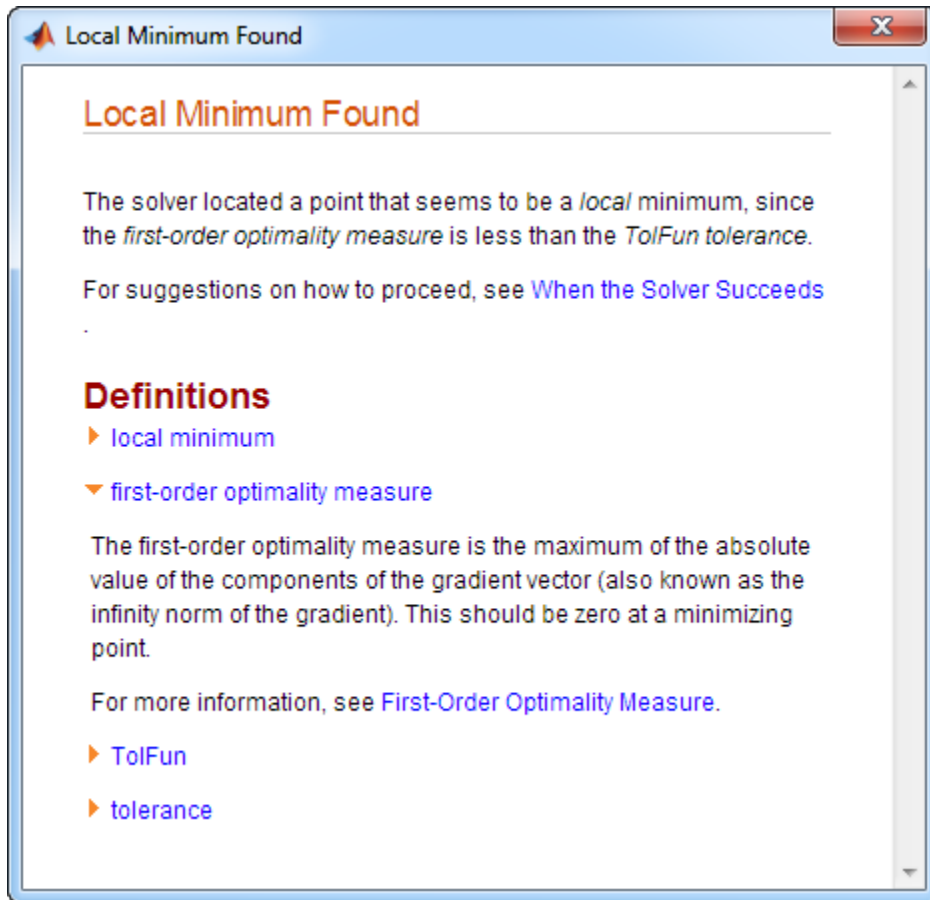 Local Minimum Found
Local Minimum Found
The solver located a point that seems to be a local minimum, since
the first-order optimality measure is less than the TolFun tolerance.
For suggestions on how to proceed, see When the Solver Succeeds
.
Definitions
local minimum
first-order optimality measure
The first-order optimality measure is the maximum of the absolute
value of the components of the gradient vector (also known as the
infinity norm of the gradient). This should be zero at a minimizing
point.
For more information, see First-Order Optimality Measure.
TolFun
tolerance